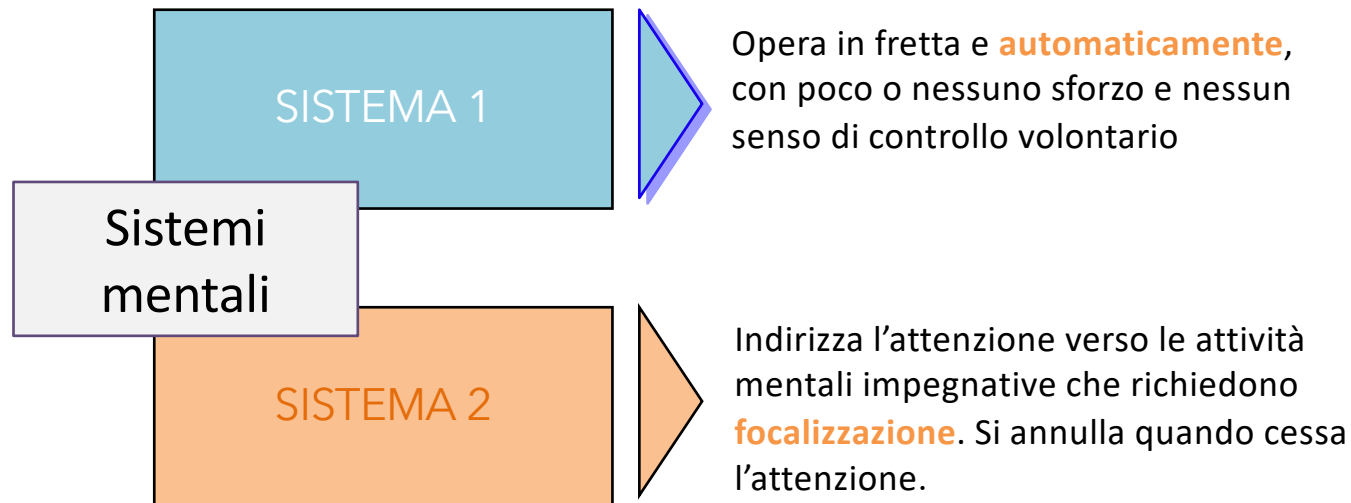 SISTEMA 1
Opera in fretta e automaticamente,
con poco o nessuno sforzo e nessun
senso di controllo volontario
Sistemi
mentali
SISTEMA 2
Indirizza l’attenzione verso le attività
mentali impegnative che richiedono
focalizzazione. Si annulla quando cessa
l’attenzione.